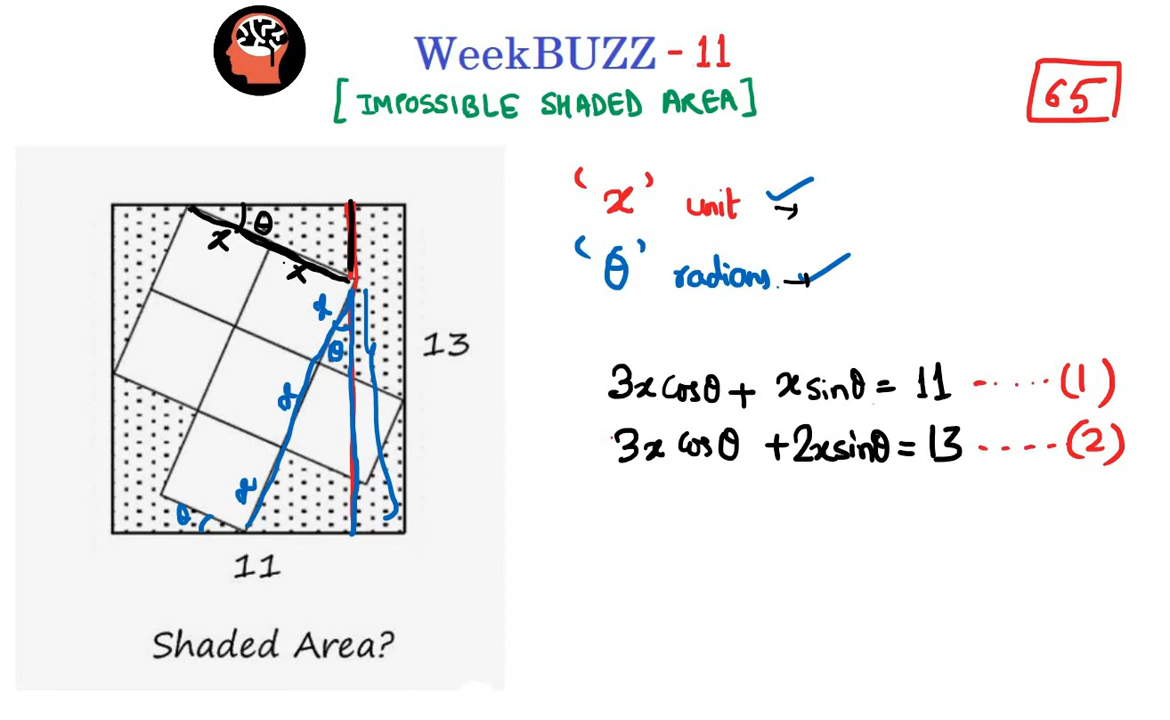 WeekBUZZ - 11
[IMPOSSIBLE SHADED AREA]
65
'x' unit →
'θ' radians. →
θ
x
x
x
θ
x
x
θ
13
11
Shaded Area?
3x cosθ + x sinθ = 11 ------ (1)
3x cosθ + 2x sinθ = 13 ---- (2)